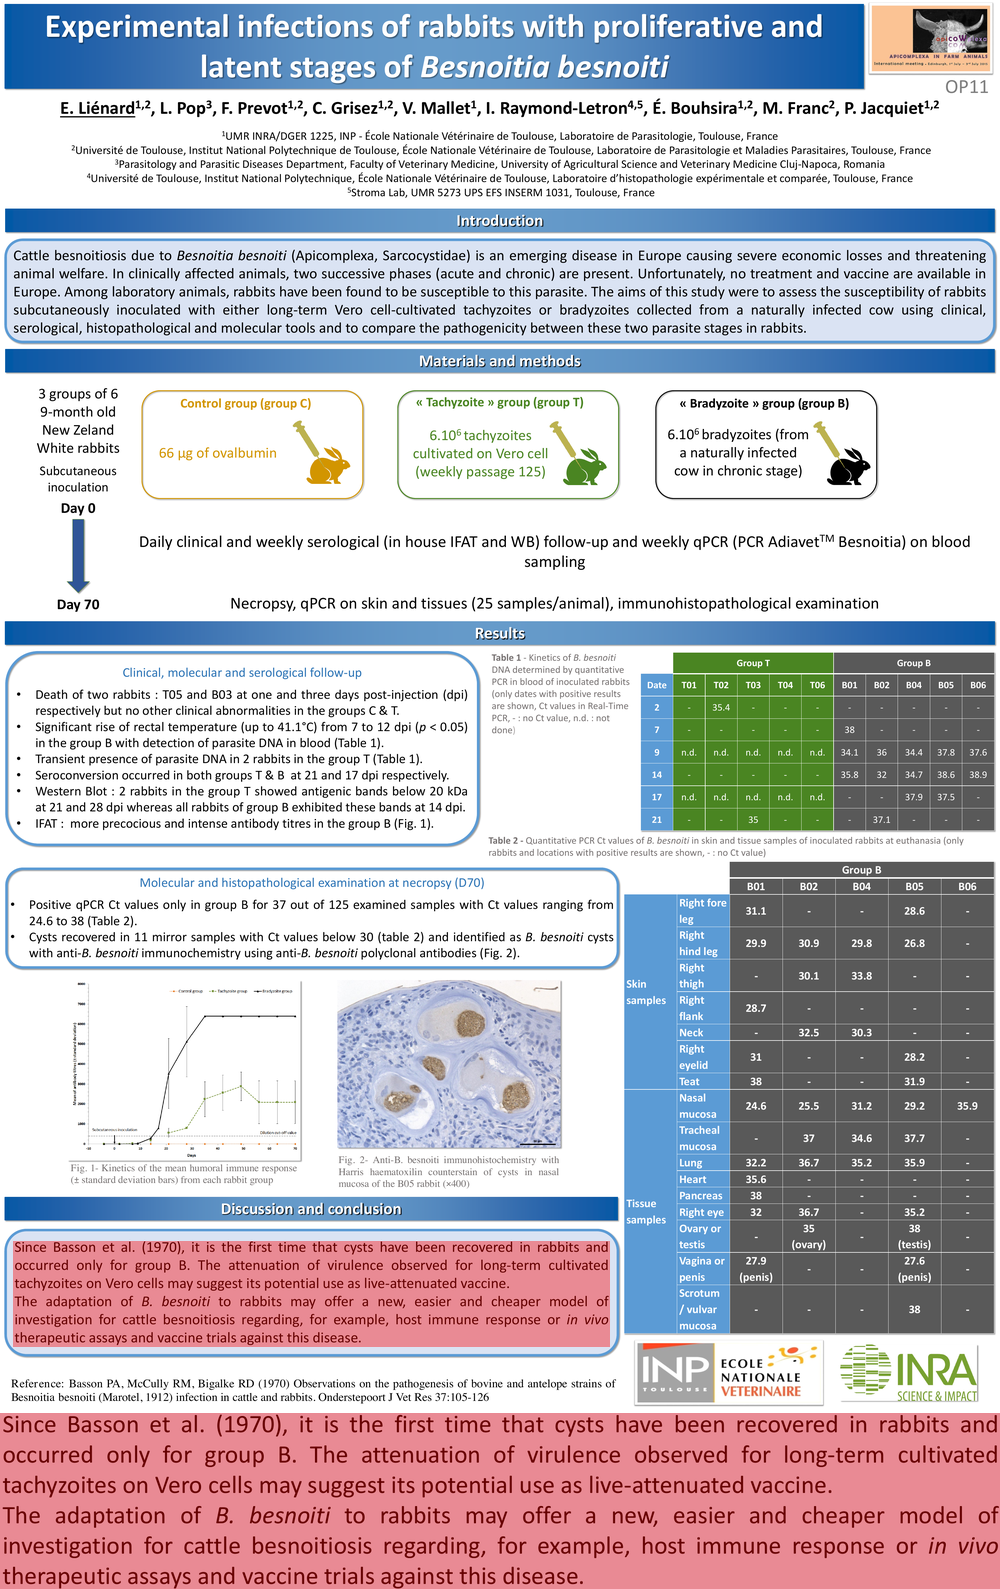 Experimental infections of rabbits with proliferative and
latent stages of Besnoitia besnoiti
apicowplexa
APICOMPLEXA IN FARM ANIMALS
OP11
E. Liénard1,2, L. Pop3, F. Prevot1,2, C. Grisez1,2, V. Mallet1, I. Raymond-Letron4,5, É. Bouhsira1,2, M. Franc2, P. Jacquiet1,2
1UMR INRA/DGER 1225, INP - École Nationale Vétérinaire de Toulouse, Laboratoire de Parasitologie, Toulouse, France
2Université de Toulouse, Institut National Polytechnique de Toulouse, École Nationale Vétérinaire de Toulouse, Laboratoire de Parasitologie et Maladies Parasitaires, Toulouse, France
3Parasitology and Parasitic Diseases Department, Faculty of Veterinary Medicine, University of Agricultural Science and Veterinary Medicine Cluj-Napoca, Romania
4Université de Toulouse, Institut National Polytechnique, École Nationale Vétérinaire de Toulouse, Laboratoire d'histopathologie expérimentale et comparée, Toulouse, France
5Stroma Lab, UMR 5273 UPS EFS INSERM 1031, Toulouse, France
Introduction
Cattle besnoitiosis due to Besnoitia besnoiti (Apicomplexa, Sarcocystidae) is an emerging disease in Europe causing severe economic losses and threatening
animal welfare. In clinically affected animals, two successive phases (acute and chronic) are present. Unfortunately, no treatment and vaccine are available in
Europe. Among laboratory animals, rabbits have been found to be susceptible to this parasite. The aims of this study were to assess the susceptibility of rabbits
subcutaneously inoculated with either long-term Vero cell-cultivated tachyzoites or bradyzoites collected from a naturally infected cow using clinical,
serological, histopathological and molecular tools and to compare the pathogenicity between these two parasite stages in rabbits.
Materials and methods
3 groups of 6
9-month old
New Zeland
White rabbits
Subcutaneous
inoculation
Day 0
Day 70
Control group (group C)
66 µg of ovalbumin
« Tachyzoite » group (group T)
6.10⁶ tachyzoites
cultivated on Vero cell
(weekly passage 125)
« Bradyzoite » group (group B)
6.10⁶ bradyzoites (from
a naturally infected
cow in chronic stage)
Daily clinical and weekly serological (in house IFAT and WB) follow-up and weekly qPCR (PCR Adiavet™ Besnoitia) on blood
sampling
Necropsy, qPCR on skin and tissues (25 samples/animal), immunohistopathological examination
Results
Clinical, molecular and serological follow-up
• Death of two rabbits : T05 and B03 at one and three days post-injection (dpi)
respectively but no other clinical abnormalities in the groups C & T.
• Significant rise of rectal temperature (up to 41.1°C) from 7 to 12 dpi (p < 0.05)
in the group B with detection of parasite DNA in blood (Table 1).
• Transient presence of parasite DNA in 2 rabbits in the group T (Table 1).
• Seroconversion occurred in both groups T & B at 21 and 17 dpi respectively.
• Western Blot : 2 rabbits in the group T showed antigenic bands below 20 kDa
at 21 and 28 dpi whereas all rabbits of group B exhibited these bands at 14 dpi.
• IFAT : more precocious and intense antibody titres in the group B (Fig. 1).
Table 1 - Kinetics of B. besnoiti
DNA determined by quantitative
PCR in blood of inoculated rabbits
(only dates with positive results
are shown, Ct values in Real-Time
PCR, - : no Ct value, n.d. : not
done)
Group T Group B
Date T01 T02 T03 T04 T06 B01 B02 B04 B05 B06
2 - 35.4 - - - - - - - -
7 - - - - - 38 - - - -
9 n.d. n.d. n.d. n.d. n.d. 34.1 36 34.4 37.8 37.6
14 - - - - - 35.8 32 34.7 38.6 38.9
17 n.d. n.d. n.d. n.d. n.d. - - 37.9 37.5 -
21 - - 35 - - - 37.1 - - -
Table 2 - Quantitative PCR Ct values of B. besnoiti in skin and tissue samples of inoculated rabbits at euthanasia (only
rabbits and locations with positive results are shown, - : no Ct value)
Molecular and histopathological examination at necropsy (D70)
• Positive qPCR Ct values only in group B for 37 out of 125 examined samples with Ct values ranging from
24.6 to 38 (Table 2).
• Cysts recovered in 11 mirror samples with Ct values below 30 (table 2) and identified as B. besnoiti cysts
with anti-B. besnoiti immunochemistry using anti-B. besnoiti polyclonal antibodies (Fig. 2).
Group B
B01 B02 B04 B05 B06
Skin
samples
Right fore
leg
31.1 - - 28.6 -
Right
hind leg
29.9 30.9 29.8 26.8 -
Right
thigh
- 30.1 33.8 - -
Right
flank
28.7 - - - -
Neck - 32.5 30.3 - -
Right
eyelid
31 - - 28.2 -
Teat 38 - - 31.9 -
Tissue
samples
Nasal
mucosa
24.6 25.5 31.2 29.2 35.9
Tracheal
mucosa
- 37 34.6 37.7 -
Lung 32.2 36.7 35.2 35.9 -
Heart 35.6 - - - -
Pancreas 38 - - - -
Right eye 32 36.7 - 35.2 -
Ovary or
testis
- 35 (ovary) - 38 (testis) -
Vagina or
penis
27.9 (penis) - - 27.6 (penis) -
Scrotum
/ vulvar
mucosa
- - - 38 -
Control group Tachyzoite group Bradyzoite group
Subcutaneous inoculation
Dilution cut-off value
Days
Fig. 1- Kinetics of the mean humoral immune response
(± standard deviation bars) from each rabbit group
Fig. 2- Anti-B. besnoiti immunohistochemistry with
Harris haematoxilin counterstain of cysts in nasal
mucosa of the B05 rabbit (×400)
Discussion and conclusion
Since Basson et al. (1970), it is the first time that cysts have been recovered in rabbits and
occurred only for group B. The attenuation of virulence observed for long-term cultivated
tachyzoites on Vero cells may suggest its potential use as live-attenuated vaccine.
The adaptation of B. besnoiti to rabbits may offer a new, easier and cheaper model of
investigation for cattle besnoitiosis regarding, for example, host immune response or in vivo
therapeutic assays and vaccine trials against this disease.
Reference: Basson PA, McCully RM, Bigalke RD (1970) Observations on the pathogenesis of bovine and antelope strains of
Besnoitia besnoiti (Marotel, 1912) infection in cattle and rabbits. Onderstepoort J Vet Res 37:105-126
INP
TOULOUSE
ECOLE
NATIONALE
VETERINAIRE
INRA
SCIENCE & IMPACT
Since Basson et al. (1970), it is the first time that cysts have been recovered in rabbits and
occurred only for group B. The attenuation of virulence observed for long-term cultivated
tachyzoites on Vero cells may suggest its potential use as live-attenuated vaccine.
The adaptation of B. besnoiti to rabbits may offer a new, easier and cheaper model of
investigation for cattle besnoitiosis regarding, for example, host immune response or in vivo
therapeutic assays and vaccine trials against this disease.